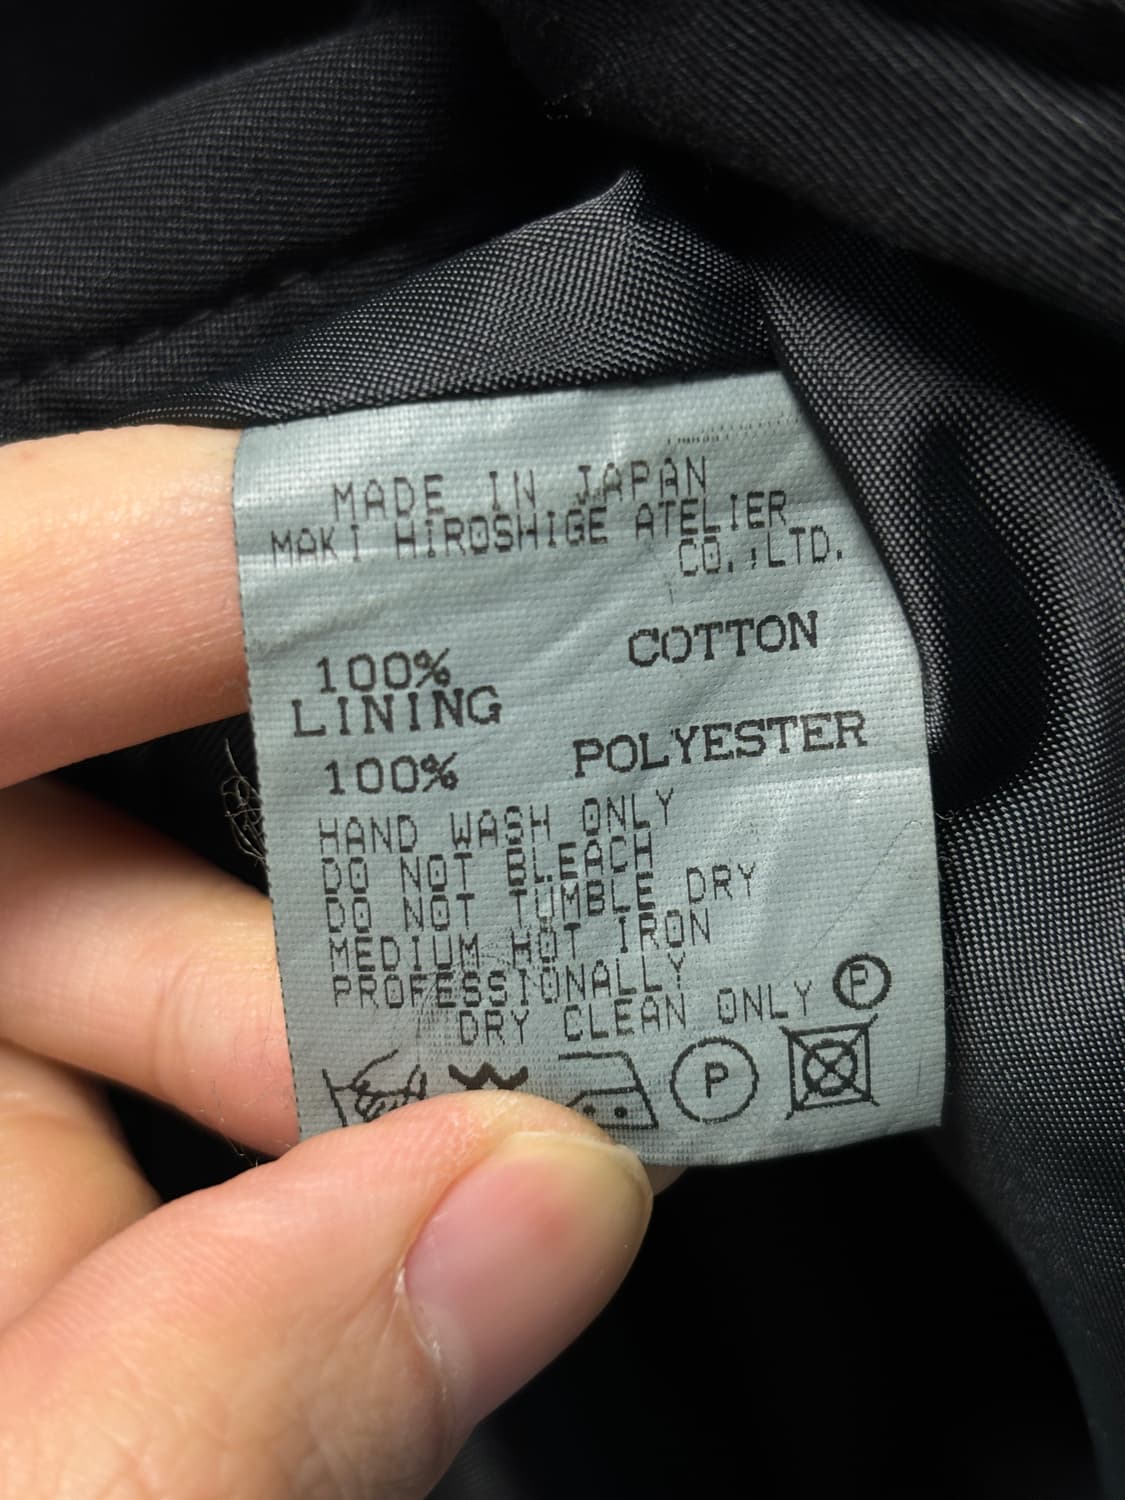 MADE IN JAPAN
MAKI HIROSHIGE ATELIER
CO.,LTD.
100% COTTON
LINING
100% POLYESTER
HAND WASH ONLY
DO NOT BLEACH
DO NOT TUMBLE DRY
MEDIUM HOT IRON
PROFESSIONALLY
DRY CLEAN ONLY Ⓟ
P